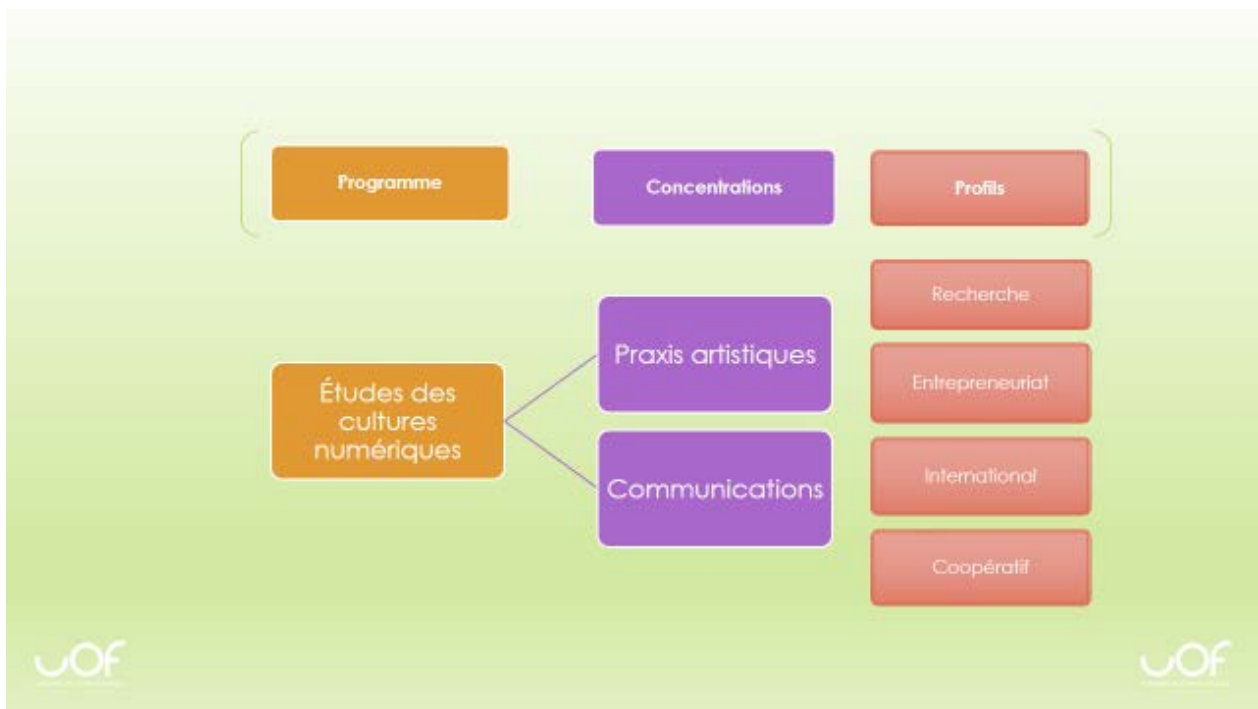 Programme
Concentrations
Profils
Recherche
Praxis artistiques
Entrepreneuriat
Études des
cultures
numériques
Communications
International
Coopératif
UOF
UOF